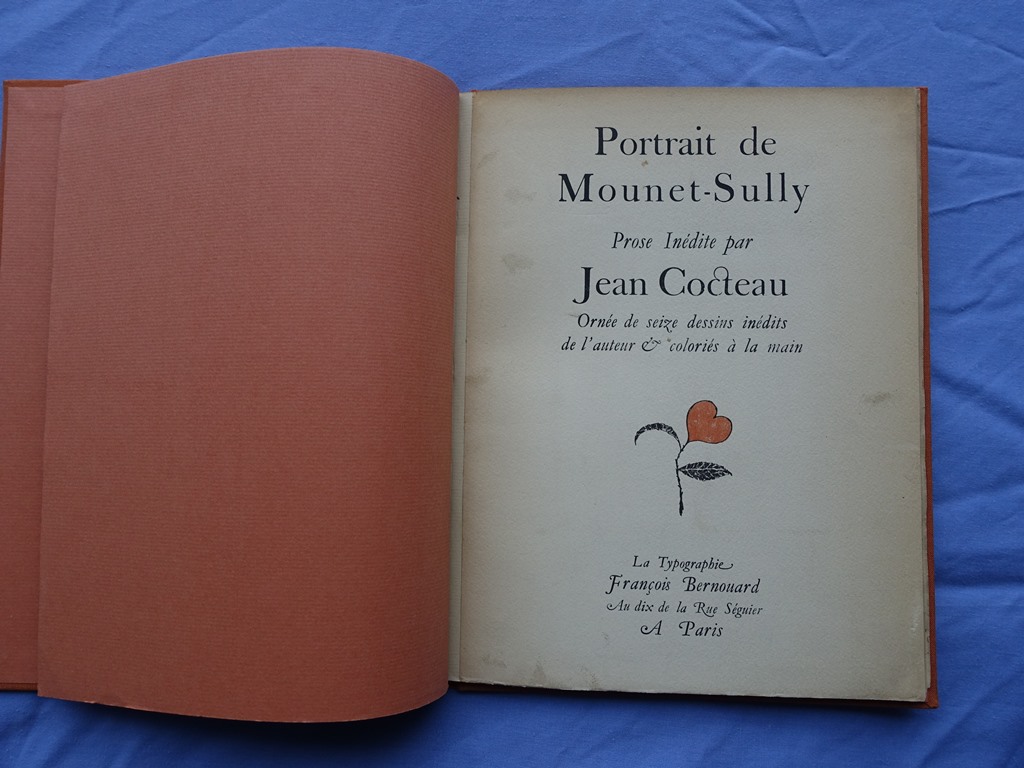 Portrait de
Mounet-Sully
Prose Inédite par
Jean Cocteau
Ornée de seize dessins inédits
de l'auteur & coloriés à la main
La Typographie
François Bernouard
Au dix de la Rue Séguier
A Paris